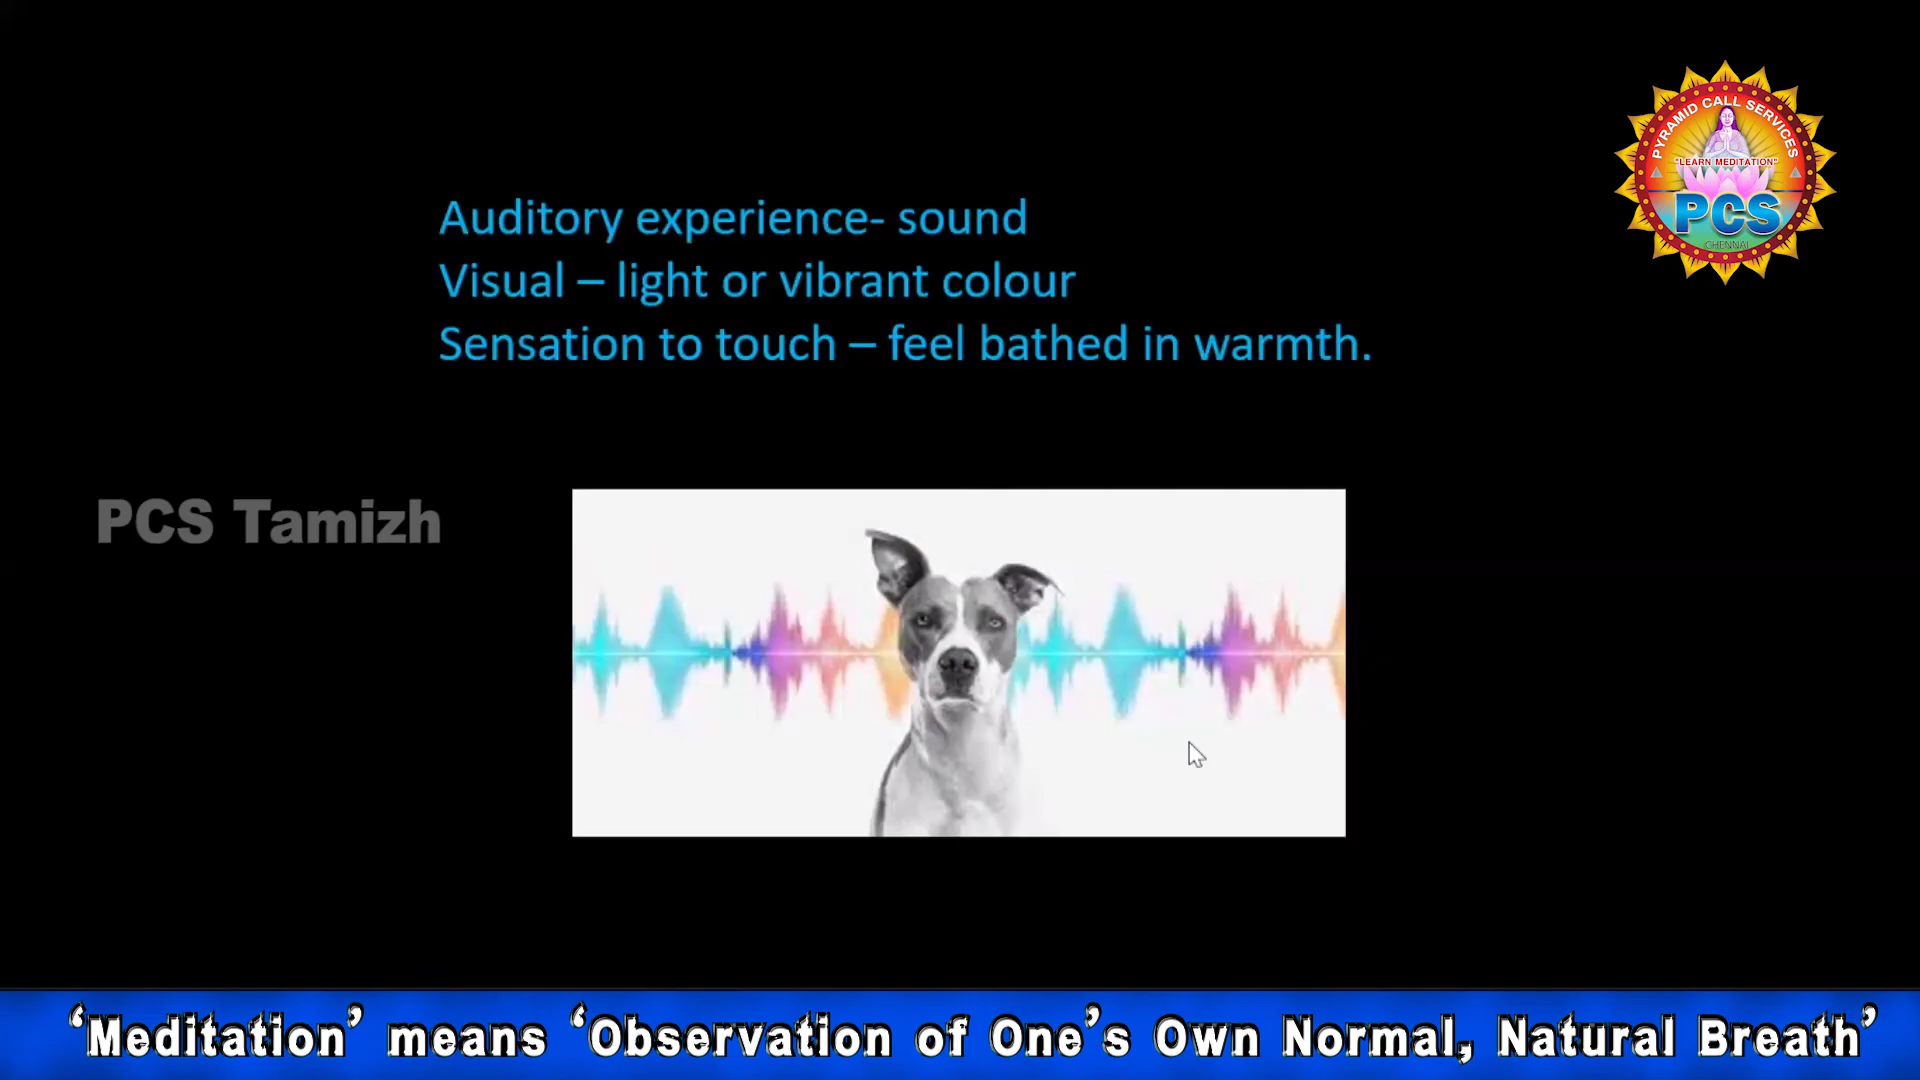 PYRAMID CALL SERVICES
"LEARN MEDITATION"
PCS
CHENNAI
Auditory experience- sound
Visual – light or vibrant colour
Sensation to touch – feel bathed in warmth.
PCS Tamizh
‘Meditation’ means ‘Observation of One’s Own Normal, Natural Breath’